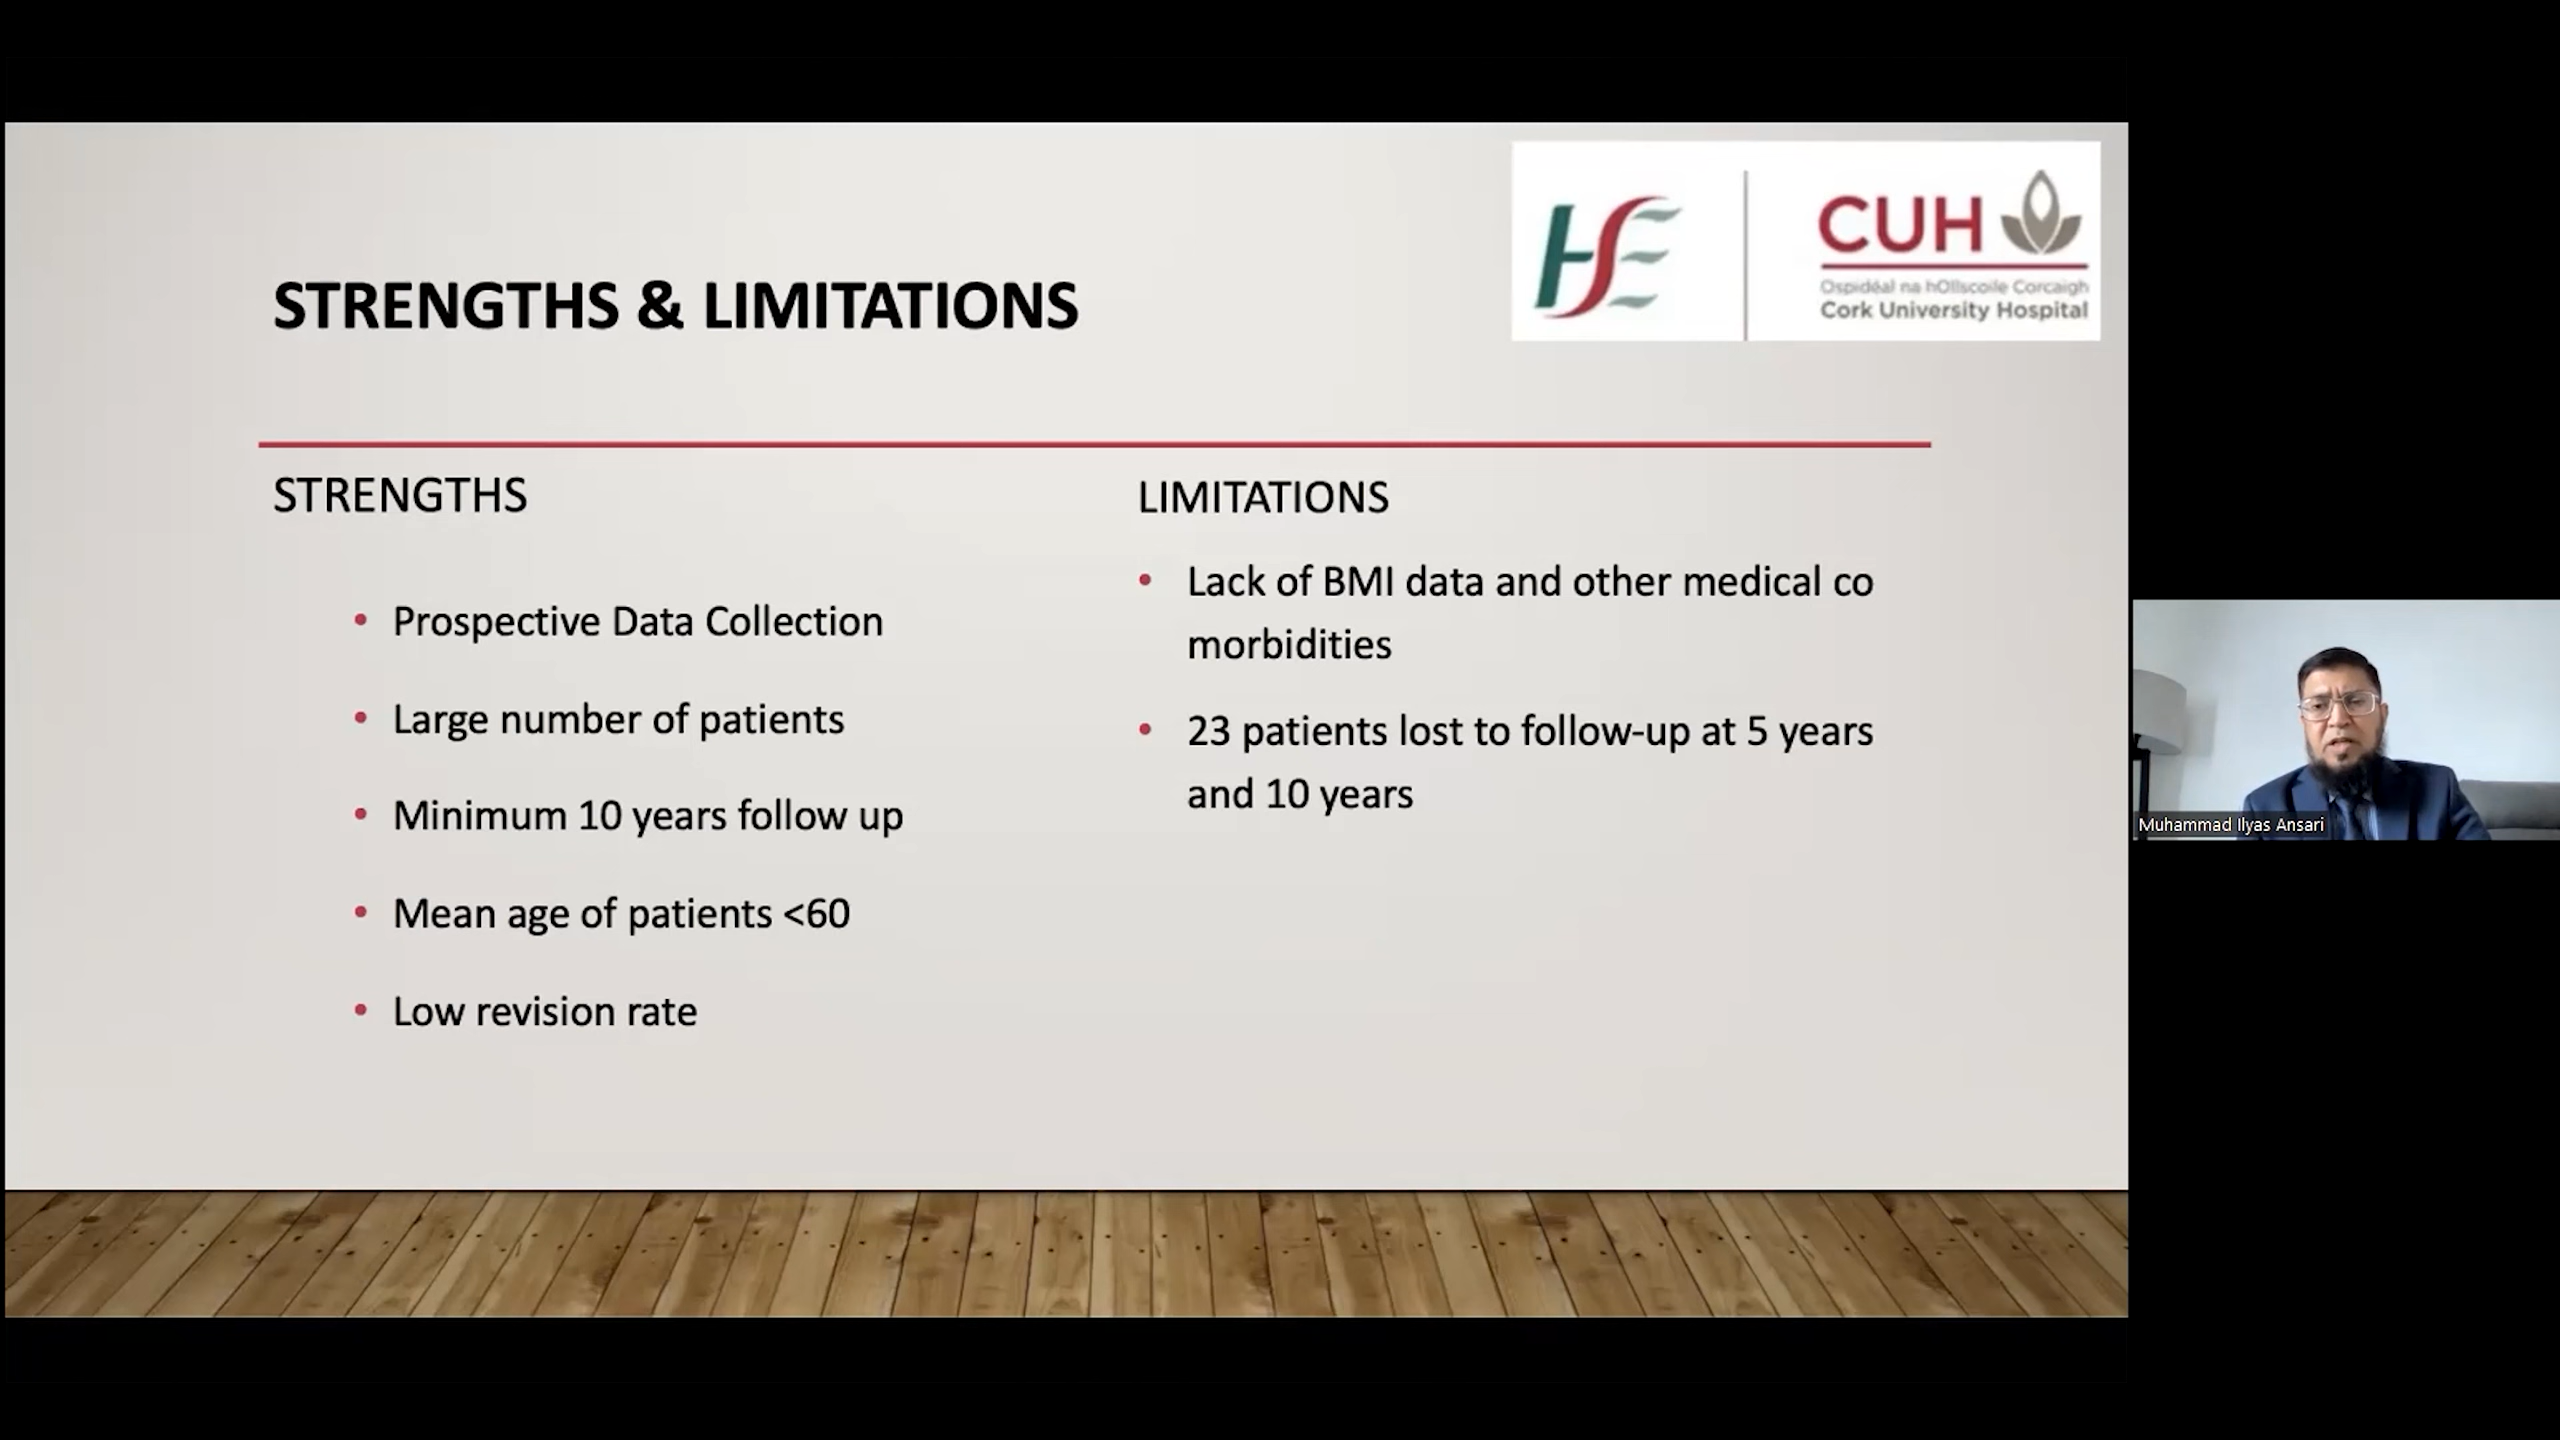 HSE
CUH
Ospidéal na hOllscoile Corcaigh
Cork University Hospital
STRENGTHS & LIMITATIONS
STRENGTHS
• Prospective Data Collection
• Large number of patients
• Minimum 10 years follow up
• Mean age of patients <60
• Low revision rate
LIMITATIONS
• Lack of BMI data and other medical co
morbidities
• 23 patients lost to follow-up at 5 years
and 10 years
Muhammad Ilyas Ansari